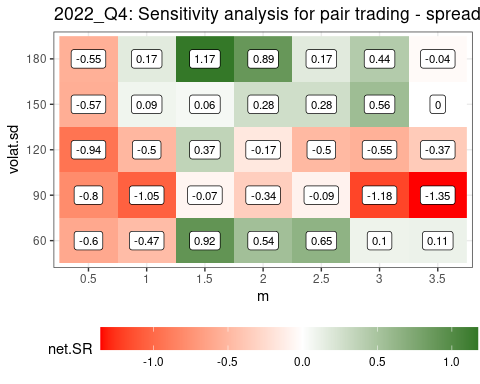 2022_Q4: Sensitivity analysis for pair trading - spread
volat.sd
180 -0.55 0.17 1.17 0.89 0.17 0.44 -0.04
150 -0.57 0.09 0.06 0.28 0.28 0.56 0
120 -0.94 -0.5 0.37 -0.17 -0.5 -0.55 -0.37
90 -0.8 -1.05 -0.07 -0.34 -0.09 -1.18 -1.35
60 -0.6 -0.47 0.92 0.54 0.65 0.1 0.11
0.5 1 1.5 2 2.5 3 3.5
m
net.SR
-1.0 -0.5 0.0 0.5 1.0